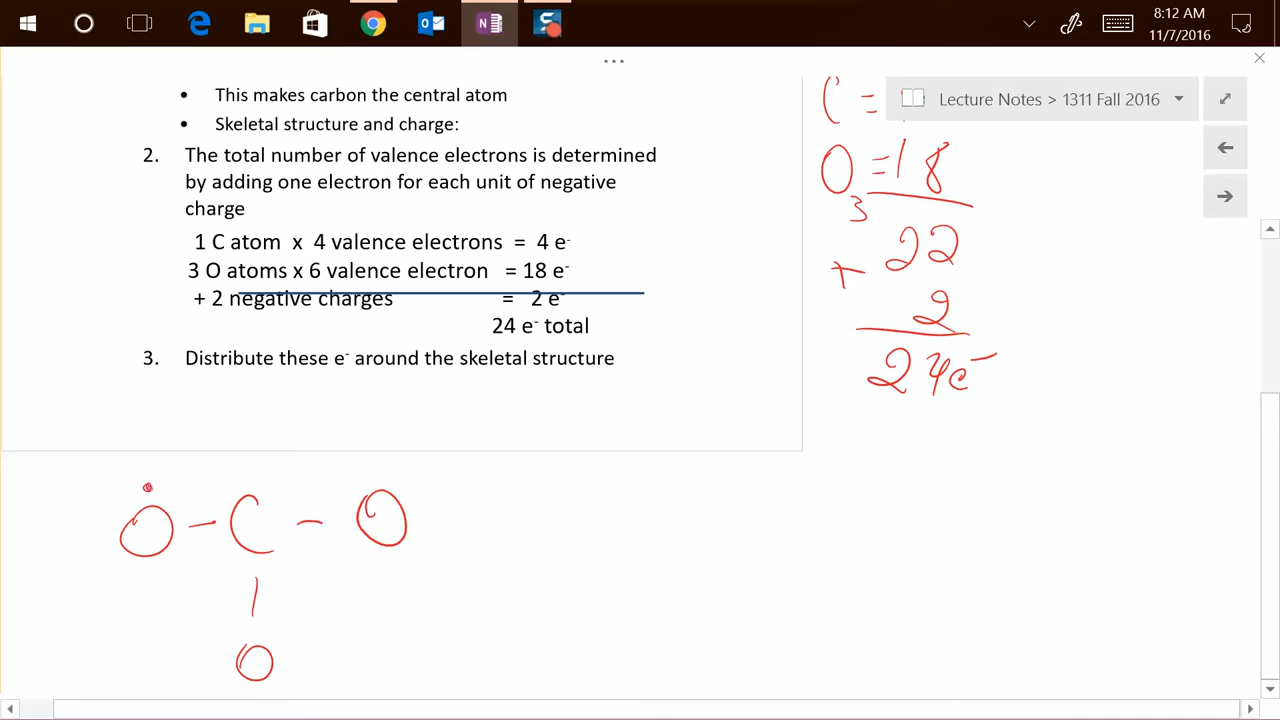 8:12 AM
11/7/2016
Lecture Notes > 1311 Fall 2016
• This makes carbon the central atom
• Skeletal structure and charge:
2. The total number of valence electrons is determined
by adding one electron for each unit of negative
charge
1 C atom x 4 valence electrons = 4 e⁻
3 O atoms x 6 valence electron = 18 e⁻
+ 2 negative charges = 2 e⁻
24 e⁻ total
3. Distribute these e⁻ around the skeletal structure
C =
O₃ = 18
22
+ 2
24e⁻
O - C - O
|
O